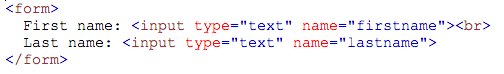 <form>
  First name: <input type="text" name="firstname"><br>
  Last name: <input type="text" name="lastname">
</form>